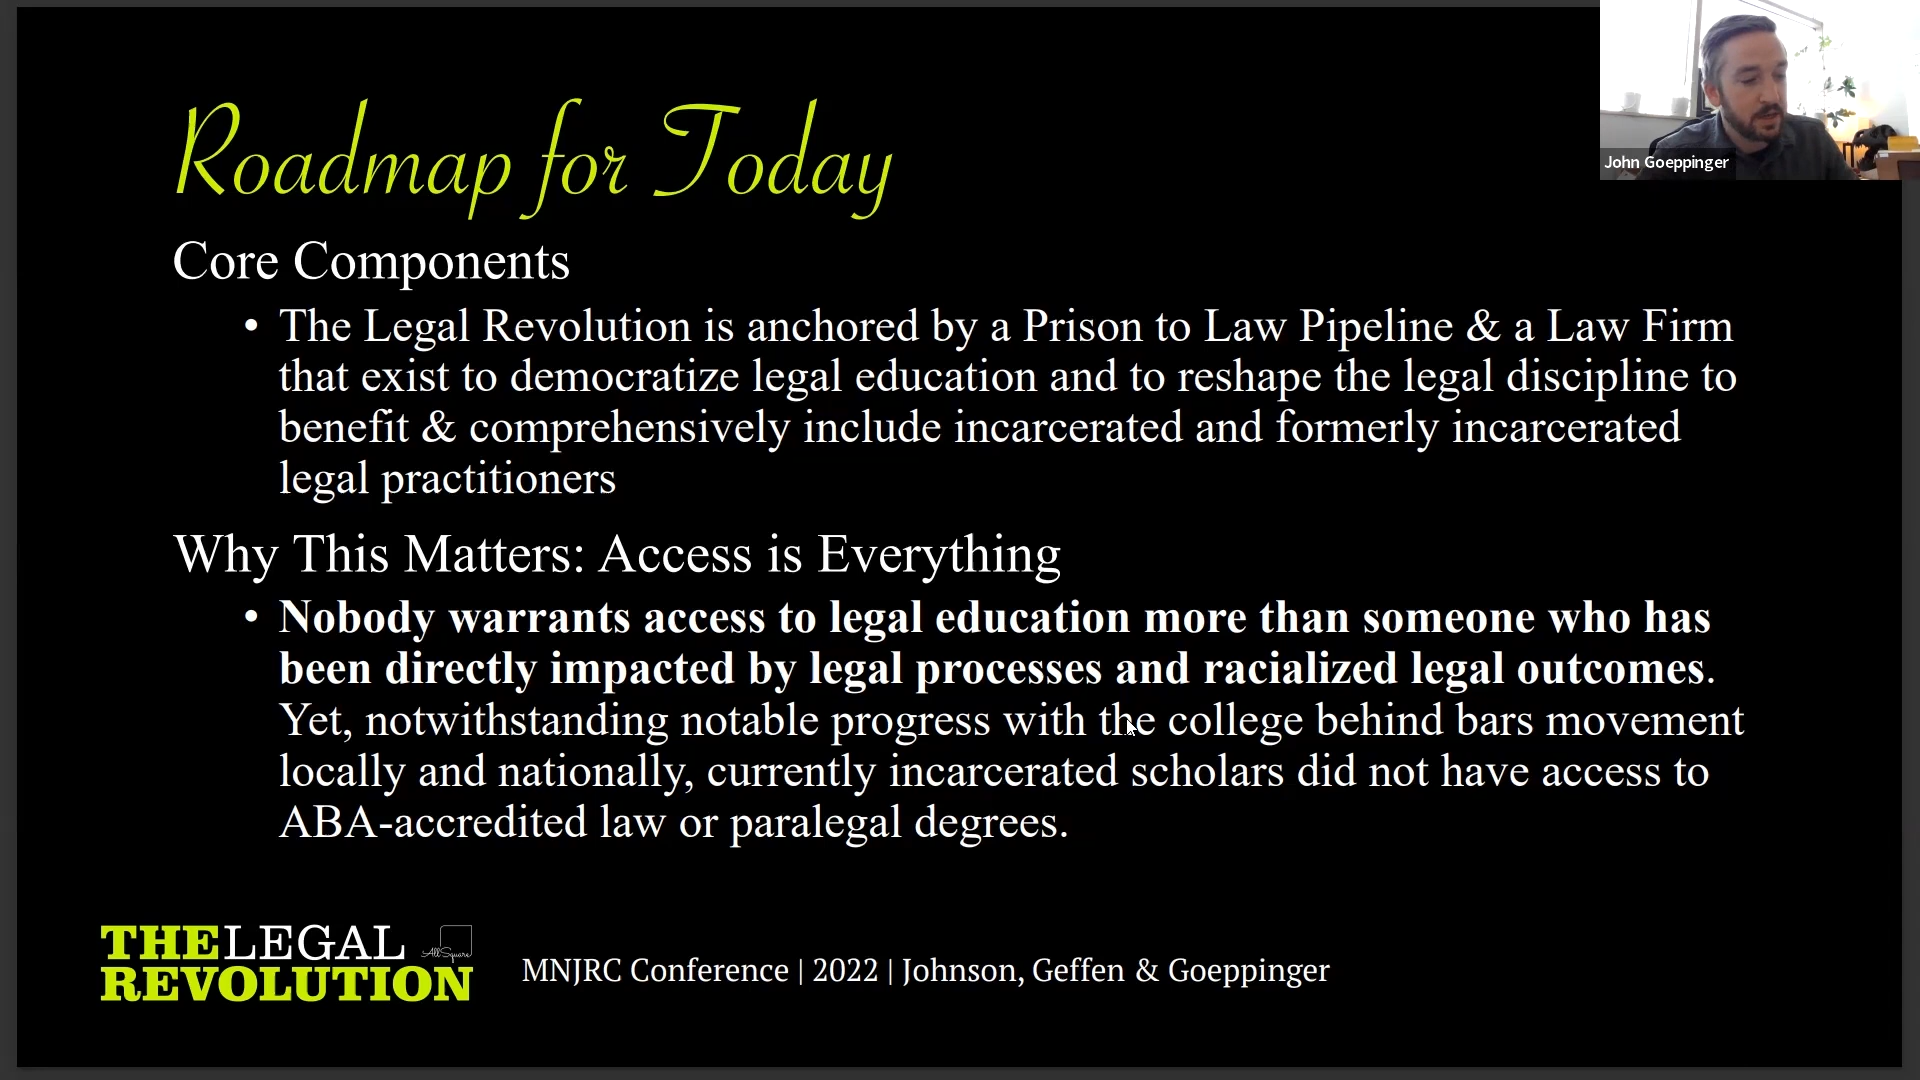 Roadmap for Today
John Goeppinger
Core Components
• The Legal Revolution is anchored by a Prison to Law Pipeline & a Law Firm
that exist to democratize legal education and to reshape the legal discipline to
benefit & comprehensively include incarcerated and formerly incarcerated
legal practitioners
Why This Matters: Access is Everything
• Nobody warrants access to legal education more than someone who has
been directly impacted by legal processes and racialized legal outcomes.
Yet, notwithstanding notable progress with the college behind bars movement
locally and nationally, currently incarcerated scholars did not have access to
ABA-accredited law or paralegal degrees.
THE LEGAL
AllSquare
REVOLUTION
MNJRC Conference | 2022 | Johnson, Geffen & Goeppinger